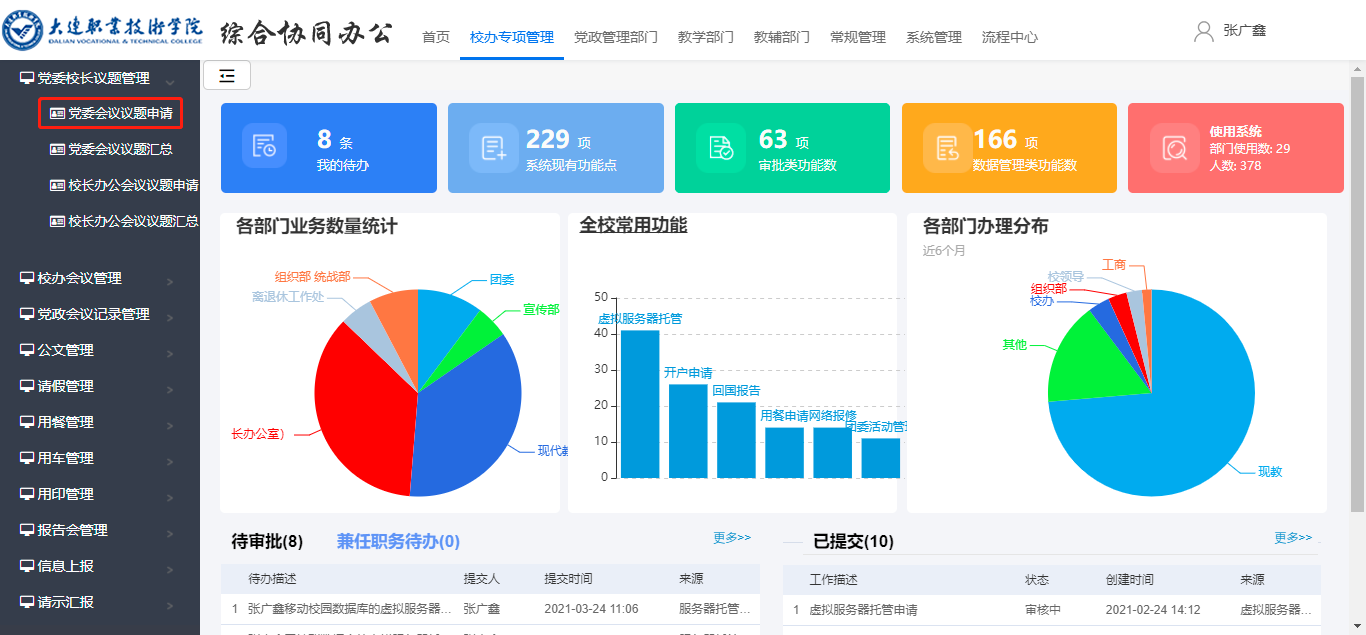 大连职业技术学院
DALIAN VOCATIONAL & TECHNICAL COLLEGE
综合协同办公
首页 校办专项管理 党政管理部门 教学部门 教辅部门 常规管理 系统管理 流程中心
张广鑫
党委校长议题管理
党委会议议题申请
党委会议议题汇总
校长办公会议议题申请
校长办公会议议题汇总
校办会议管理
党政会议记录管理
公文管理
请假管理
用餐管理
用车管理
用印管理
报告会管理
信息上报
请示汇报
8 条
我的待办
229 项
系统现有功能点
63 项
审批类功能数
166 项
数据管理类功能数
使用系统
部门使用数: 29
人数: 378
各部门业务数量统计
组织部 统战部
团委
离退休工作处
宣传部
长办公室）
现代教
全校常用功能
50
虚拟服务器托管
40
开户申请
30
回国报告
20
用餐申请
网络报修
团委活动管理
10
0
各部门办理分布
近6个月
工商
校领导
组织部
校办
其他
现教
待审批(8) 兼任职务待办(0) 更多>>
待办描述 提交人 提交时间 来源
1 张广鑫移动校园数据库的虚拟服务器... 张广鑫 2021-03-24 11:06 服务器托管...
已提交(10) 更多>>
工作描述 状态 创建时间 来源
1 虚拟服务器托管申请 审核中 2021-02-24 14:12 虚拟服务器...